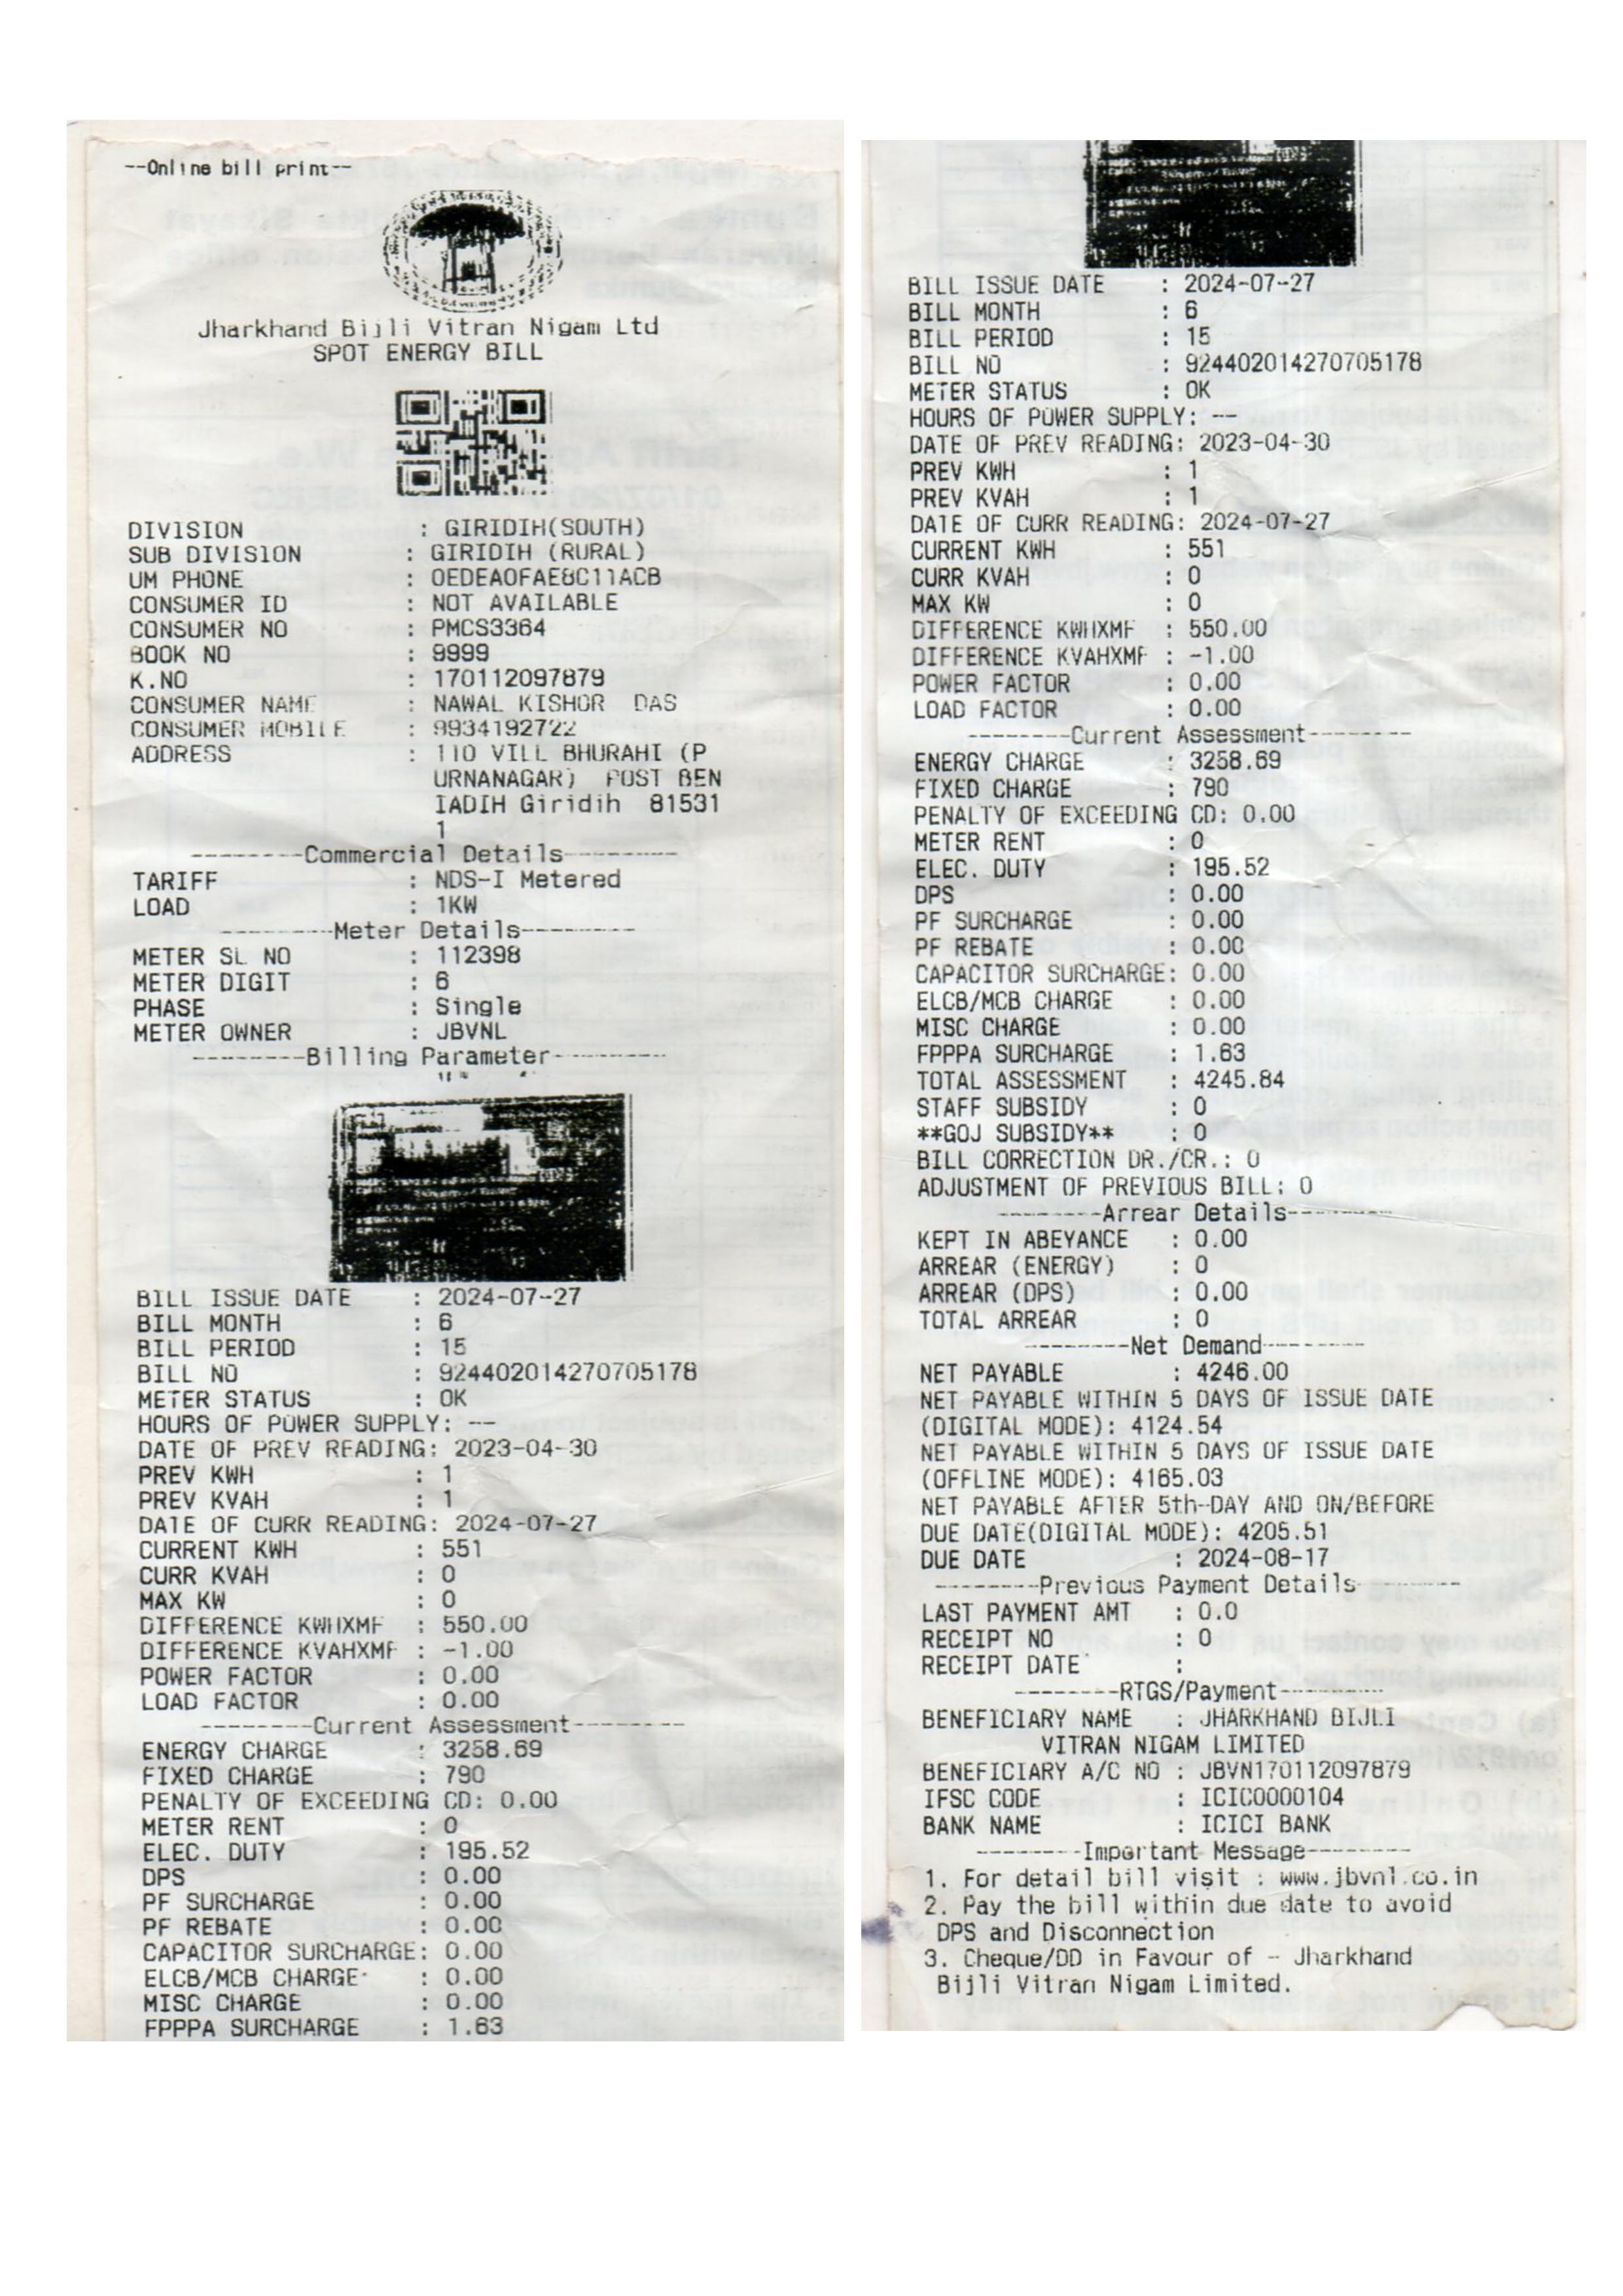 --Online bill print--
Jharkhand Bijli Vitran Nigam Ltd
SPOT ENERGY BILL
DIVISION : GIRIDIH(SOUTH)
SUB DIVISION : GIRIDIH (RURAL)
UM PHONE : 0EDEA0FAE8C11ACB
CONSUMER ID : NOT AVAILABLE
CONSUMER NO : PMCS3364
BOOK NO : 9999
K.NO : 170112097879
CONSUMER NAME : NAWAL KISHOR DAS
CONSUMER MOBILE : 9934192722
ADDRESS : 110 VILL BHURAHI (P
URNANAGAR) POST BEN
IADIH Giridih 81531
1
--------Commercial Details--------
TARIFF : NDS-I Metered
LOAD : 1KW
--------Meter Details--------
METER SL NO : 112398
METER DIGIT : 6
PHASE : Single
METER OWNER : JBVNL
--------Billing Parameter--------
BILL ISSUE DATE : 2024-07-27
BILL MONTH : 6
BILL PERIOD : 15
BILL NO : 924402014270705178
METER STATUS : OK
HOURS OF POWER SUPPLY: --
DATE OF PREV READING: 2023-04-30
PREV KWH : 1
PREV KVAH : 1
DATE OF CURR READING: 2024-07-27
CURRENT KWH : 551
CURR KVAH : 0
MAX KW : 0
DIFFERENCE KWHXMF : 550.00
DIFFERENCE KVAHXMF : -1.00
POWER FACTOR : 0.00
LOAD FACTOR : 0.00
--------Current Assessment--------
ENERGY CHARGE : 3258.69
FIXED CHARGE : 790
PENALTY OF EXCEEDING CD: 0.00
METER RENT : 0
ELEC. DUTY : 195.52
DPS : 0.00
PF SURCHARGE : 0.00
PF REBATE : 0.00
CAPACITOR SURCHARGE: 0.00
ELCB/MCB CHARGE : 0.00
MISC CHARGE : 0.00
FPPPA SURCHARGE : 1.63
BILL ISSUE DATE : 2024-07-27
BILL MONTH : 6
BILL PERIOD : 15
BILL NO : 924402014270705178
METER STATUS : OK
HOURS OF POWER SUPPLY: --
DATE OF PREV READING: 2023-04-30
PREV KWH : 1
PREV KVAH : 1
DATE OF CURR READING: 2024-07-27
CURRENT KWH : 551
CURR KVAH : 0
MAX KW : 0
DIFFERENCE KWHXMF : 550.00
DIFFERENCE KVAHXMF : -1.00
POWER FACTOR : 0.00
LOAD FACTOR : 0.00
--------Current Assessment--------
ENERGY CHARGE : 3258.69
FIXED CHARGE : 790
PENALTY OF EXCEEDING CD: 0.00
METER RENT : 0
ELEC. DUTY : 195.52
DPS : 0.00
PF SURCHARGE : 0.00
PF REBATE : 0.00
CAPACITOR SURCHARGE: 0.00
ELCB/MCB CHARGE : 0.00
MISC CHARGE : 0.00
FPPPA SURCHARGE : 1.63
TOTAL ASSESSMENT : 4245.84
STAFF SUBSIDY : 0
**GOJ SUBSIDY** : 0
BILL CORRECTION DR./CR.: 0
ADJUSTMENT OF PREVIOUS BILL: 0
--------Arrear Details--------
KEPT IN ABEYANCE : 0.00
ARREAR (ENERGY) : 0
ARREAR (DPS) : 0.00
TOTAL ARREAR : 0
--------Net Demand--------
NET PAYABLE : 4246.00
NET PAYABLE WITHIN 5 DAYS OF ISSUE DATE
(DIGITAL MODE): 4124.54
NET PAYABLE WITHIN 5 DAYS OF ISSUE DATE
(OFFLINE MODE): 4165.03
NET PAYABLE AFTER 5th-DAY AND ON/BEFORE
DUE DATE(DIGITAL MODE): 4205.51
DUE DATE : 2024-08-17
--------Previous Payment Details--------
LAST PAYMENT AMT : 0.0
RECEIPT NO : 0
RECEIPT DATE :
--------RTGS/Payment--------
BENEFICIARY NAME : JHARKHAND BIJLI
VITRAN NIGAM LIMITED
BENEFICIARY A/C NO : JBVN170112097879
IFSC CODE : ICIC0000104
BANK NAME : ICICI BANK
--------Important Message--------
1. For detail bill visit : www.jbvnl.co.in
2. Pay the bill within due date to avoid
DPS and Disconnection
3. Cheque/DD in Favour of - Jharkhand
Bijli Vitran Nigam Limited.